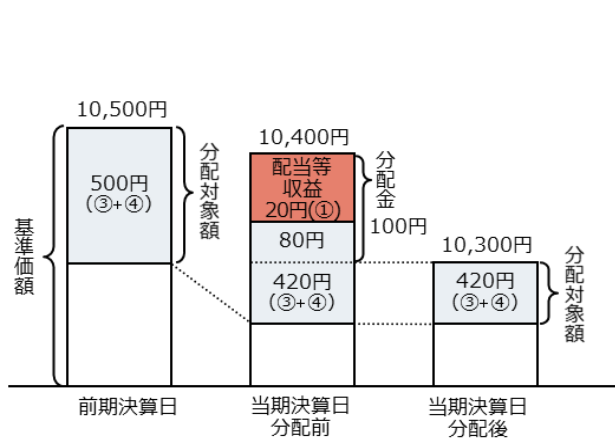 10,500円
500円
(③+④)
分配対象額
基準価額
前期決算日
10,400円
配当等
収益
20円(①)
80円
420円
(③+④)
分配金
100円
当期決算日
分配前
10,300円
420円
(③+④)
分配対象額
当期決算日
分配後